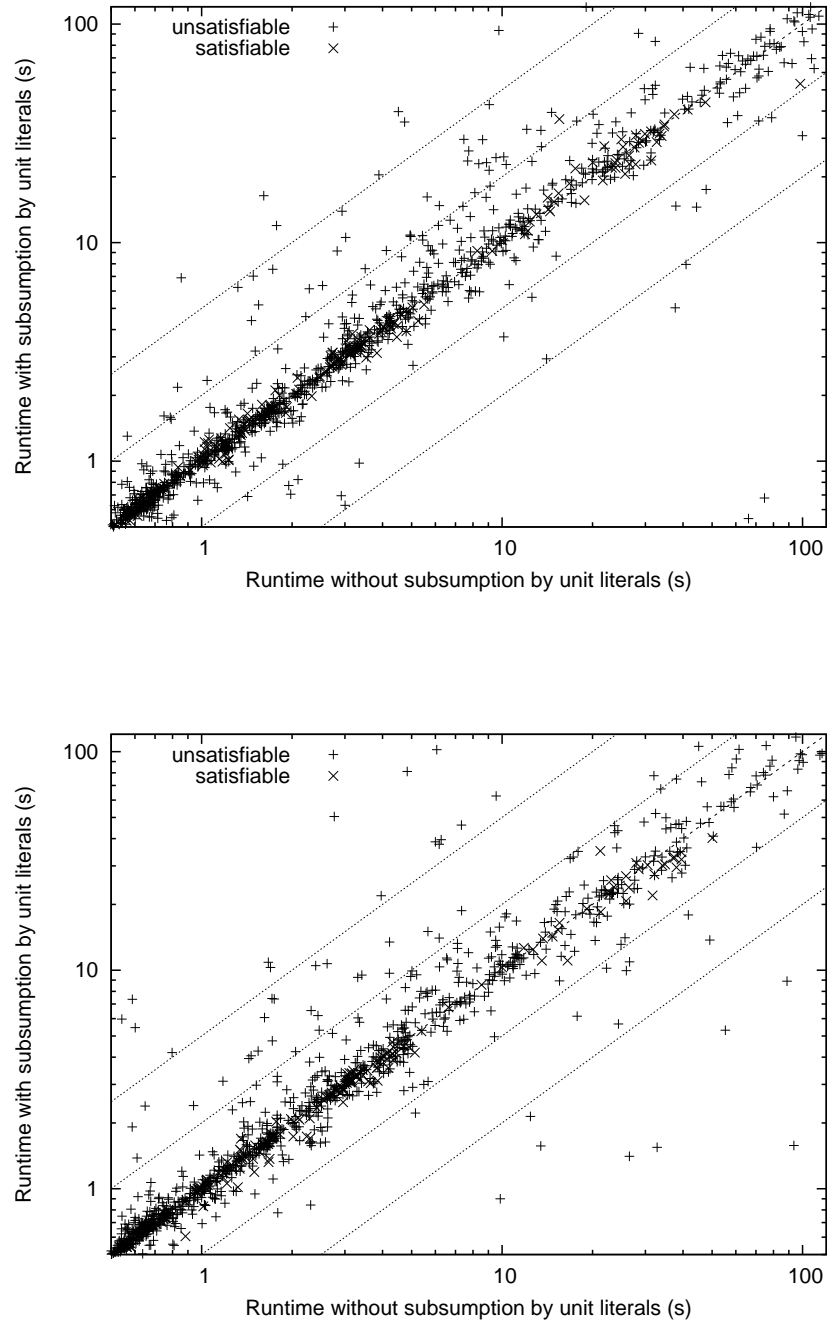 100
10
1
1
10
100
Runtime with subsumption by unit literals (s)
Runtime without subsumption by unit literals (s)
unsatisfiable
satisfiable
100
10
1
1
10
100
Runtime with subsumption by unit literals (s)
Runtime without subsumption by unit literals (s)
unsatisfiable
satisfiable